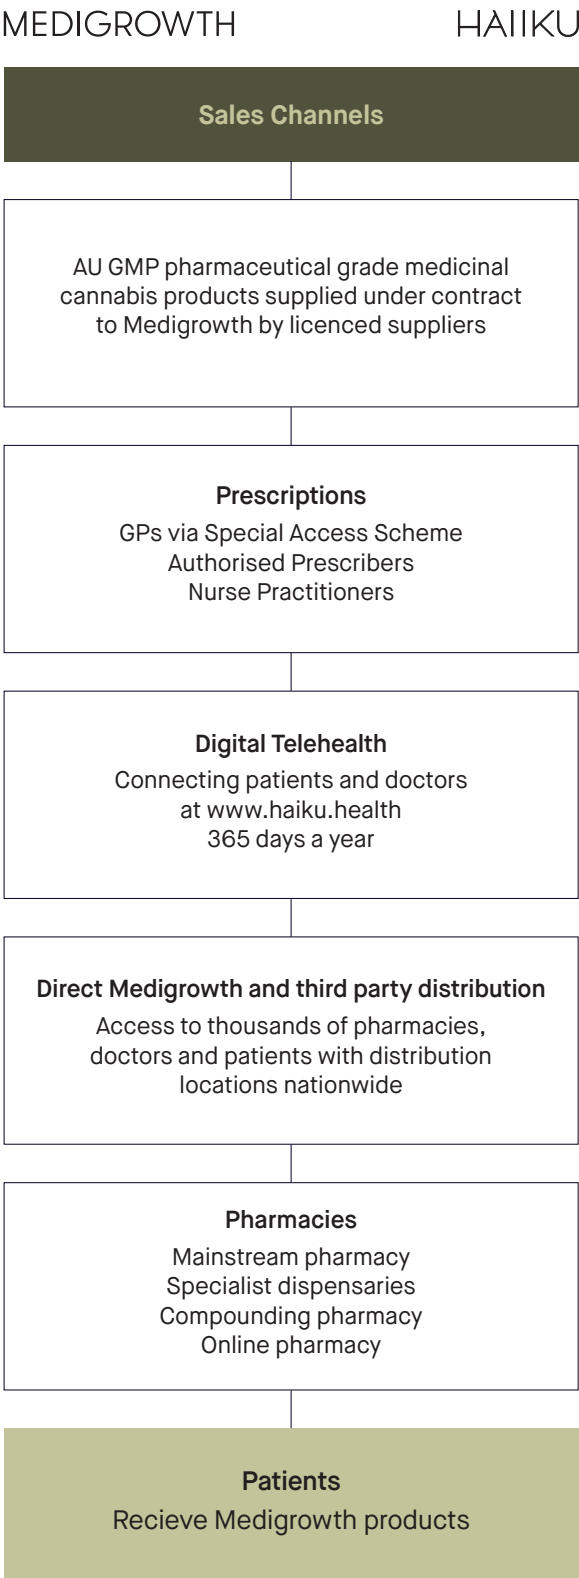 MEDIGROWTH HAIIKU
Sales Channels
AU GMP pharmaceutical grade medicinal
cannabis products supplied under contract
to Medigrowth by licenced suppliers
Prescriptions
GPs via Special Access Scheme
Authorised Prescribers
Nurse Practitioners
Digital Telehealth
Connecting patients and doctors
at www.haiku.health
365 days a year
Direct Medigrowth and third party distribution
Access to thousands of pharmacies,
doctors and patients with distribution
locations nationwide
Pharmacies
Mainstream pharmacy
Specialist dispensaries
Compounding pharmacy
Online pharmacy
Patients
Recieve Medigrowth products